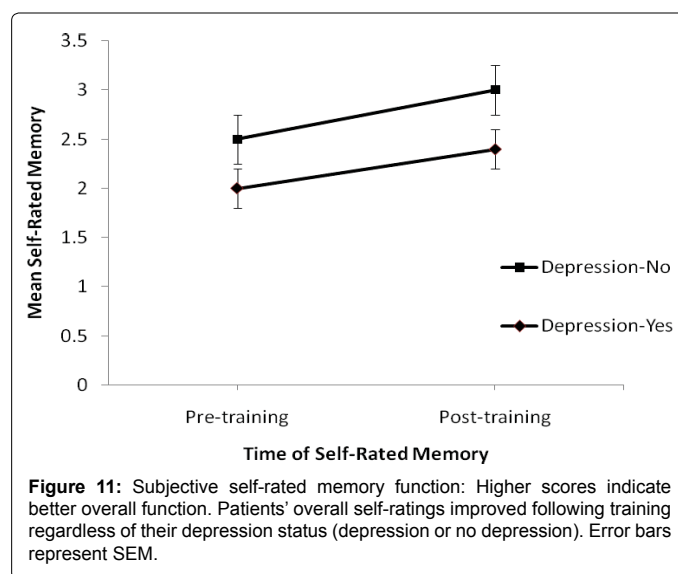 3.5
3
2.5
2
1.5
1
0.5
0
Mean Self-Rated Memory
Depression-No
Depression-Yes
Pre-training
Post-training
Time of Self-Rated Memory
Figure 11: Subjective self-rated memory function: Higher scores indicate
better overall function. Patients' overall self-ratings improved following training
regardless of their depression status (depression or no depression). Error bars
represent SEM.